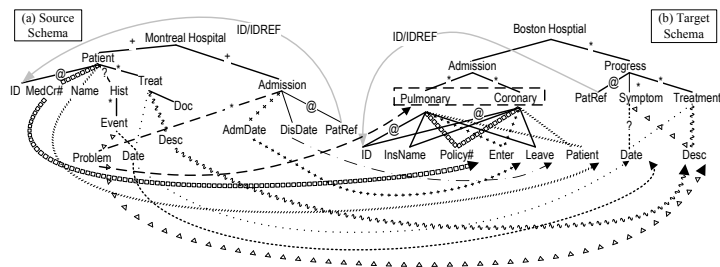 (a) Source
Schema
ID/IDREF
Montreal Hospital
+
+
Patient
@
?
*
ID MedCr# Name Hist
Treat
*
Doc
Event
Desc
Problem Date
Admission
*
@
AdmDate
DisDate PatRef
ID/IDREF
Boston Hosptial
(b) Target
Schema
*
Admission
*
*
Progress
@
*
*
Pulmonary Coronary
PatRef Symptom Treatment
@
@
?
ID InsName Policy# Enter Leave Patient Date Desc